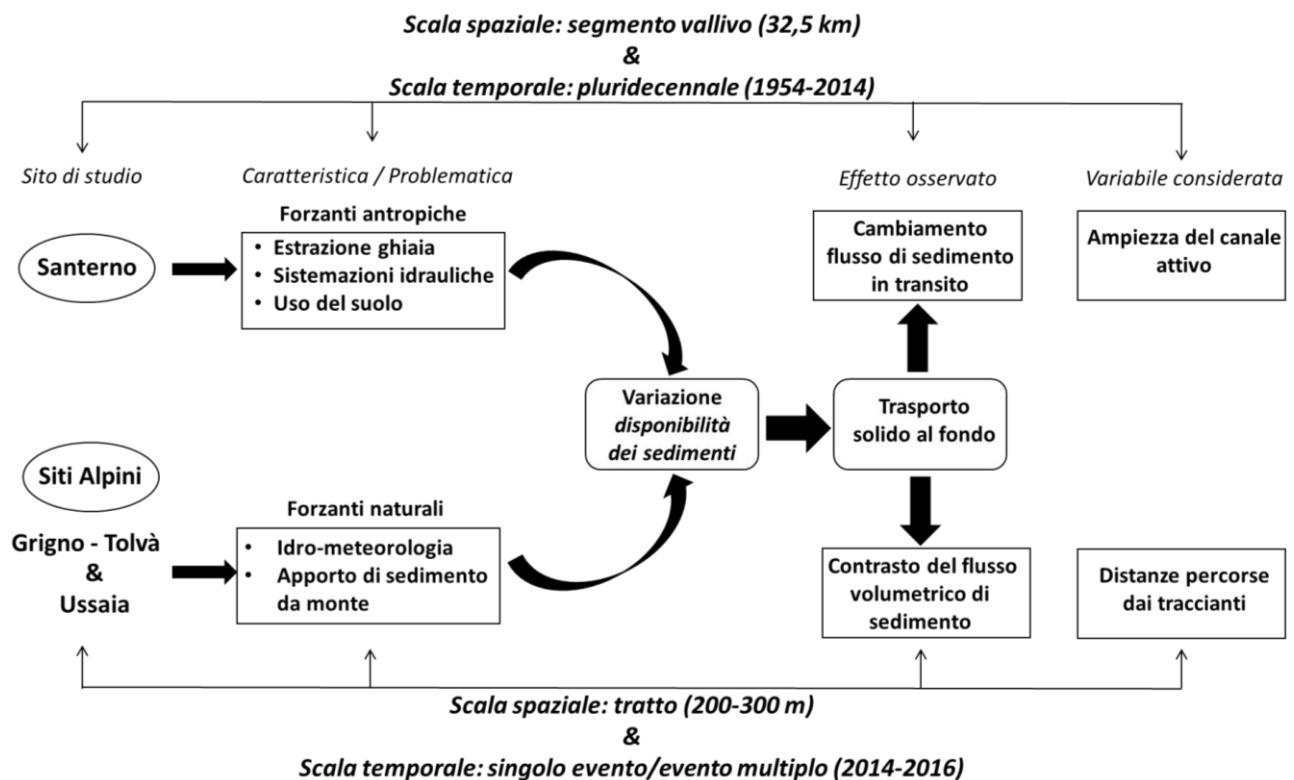 Scala spaziale: segmento vallivo (32,5 km)
&
Scala temporale: pluridecennale (1954-2014)
Sito di studio
Caratteristica / Problematica
Effetto osservato
Variabile considerata
Santerno
Forzanti antropiche
• Estrazione ghiaia
• Sistemazioni idrauliche
• Uso del suolo
Cambiamento
flusso di sedimento
in transito
Ampiezza del canale
attivo
Variazione
disponibilità
dei sedimenti
Trasporto
solido al fondo
Siti Alpini
Grigno - Tolvà
&
Ussaia
Forzanti naturali
• Idro-meteorologia
• Apporto di sedimento
da monte
Contrasto del flusso
volumetrico di
sedimento
Distanze percorse
dai traccianti
Scala spaziale: tratto (200-300 m)
&
Scala temporale: singolo evento/evento multiplo (2014-2016)